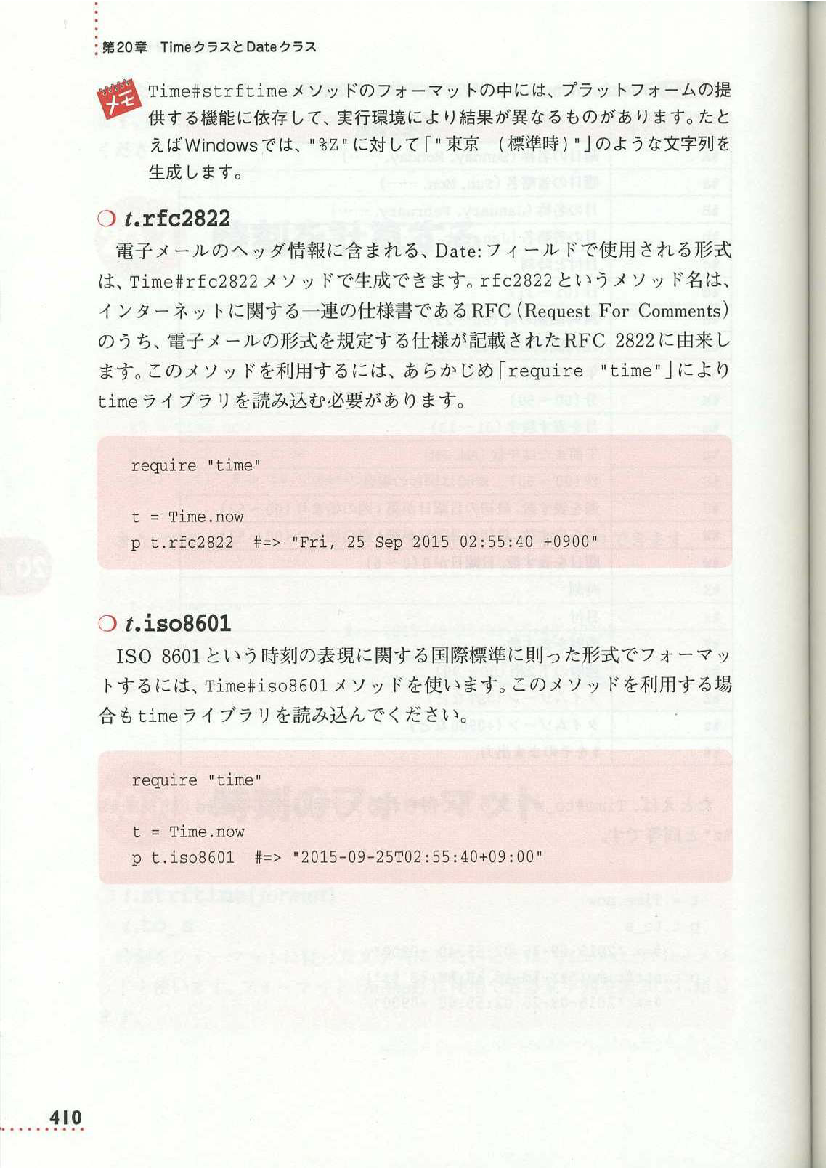 第20章 TimeクラスとDateクラス
メモ
Time#strftimeメソッドのフォーマットの中には、プラットフォームの提
供する機能に依存して、実行環境により結果が異なるものがあります。たと
えばWindowsでは、"%Z"に対して「"東京 (標準時)"」のような文字列を
生成します。
○ t.rfc2822
電子メールのヘッダ情報に含まれる、Date:フィールドで使用される形式
は、Time#rfc2822メソッドで生成できます。rfc2822というメソッド名は、
インターネットに関する一連の仕様書であるRFC(Request For Comments)
のうち、電子メールの形式を規定する仕様が記載されたRFC 2822に由来し
ます。このメソッドを利用するには、あらかじめ「require "time"」により
timeライブラリを読み込む必要があります。
require "time"
t = Time.now
p t.rfc2822 #=> "Fri, 25 Sep 2015 02:55:40 +0900"
○ t.iso8601
ISO 8601という時刻の表現に関する国際標準に則った形式でフォーマッ
トするには、Time#iso8601メソッドを使います。このメソッドを利用する場
合もtimeライブラリを読み込んでください。
require "time"
t = Time.now
p t.iso8601 #=> "2015-09-25T02:55:40+09:00"
410